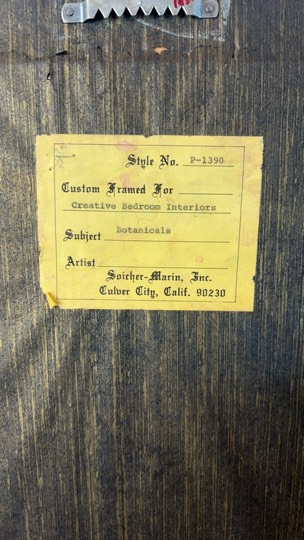 Style No. P-1390
Custom Framed For
Creative Bedroom Interiors
Subject Botanicals
Artist
Soicher-Marin, Inc.
Culver City, Calif. 90230